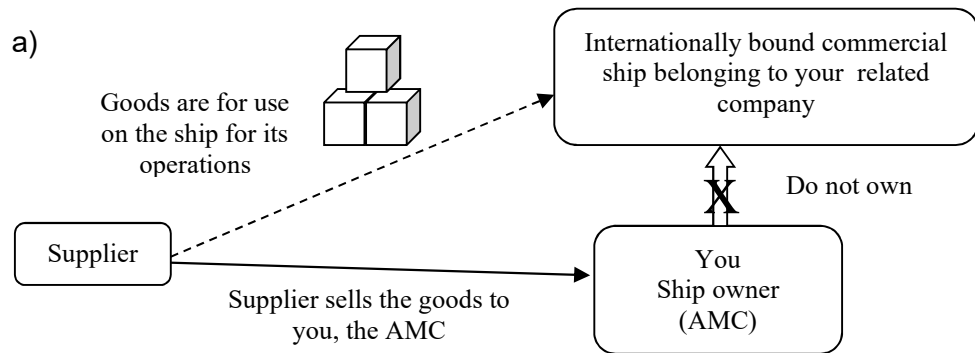 a)
Internationally bound commercial
ship belonging to your related
company
Goods are for use
on the ship for its
operations
X
Do not own
Supplier
You
Ship owner
(AMC)
Supplier sells the goods to
you, the AMC